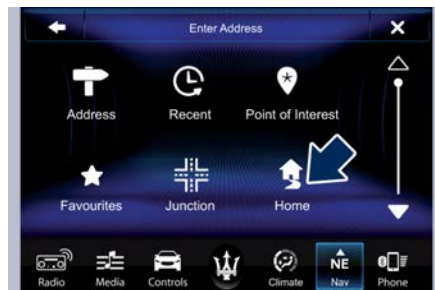 Enter Address
Address Recent Point of Interest
Favourites Junction Home
NE
Radio Media Controls Climate Nav Phone